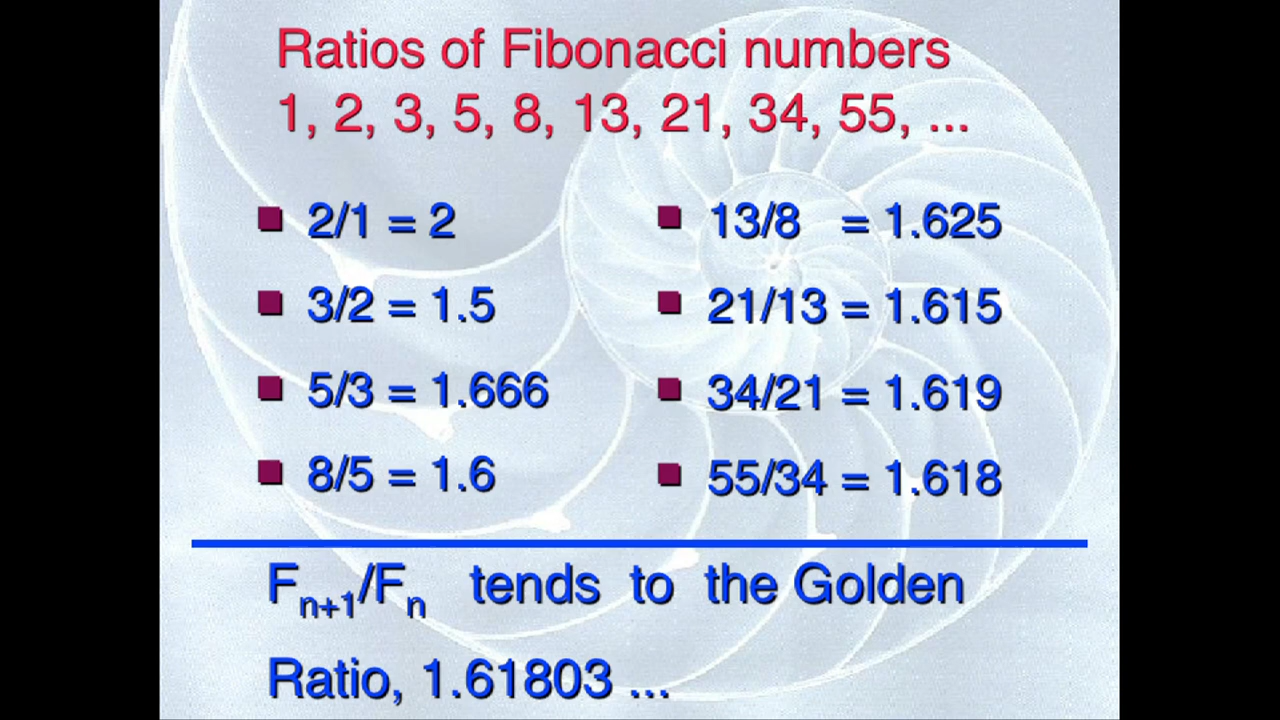 Ratios of Fibonacci numbers
1, 2, 3, 5, 8, 13, 21, 34, 55, ...
2/1 = 2
3/2 = 1.5
5/3 = 1.666
8/5 = 1.6
13/8 = 1.625
21/13 = 1.615
34/21 = 1.619
55/34 = 1.618
Fn+1/Fn tends to the Golden
Ratio, 1.61803 ...